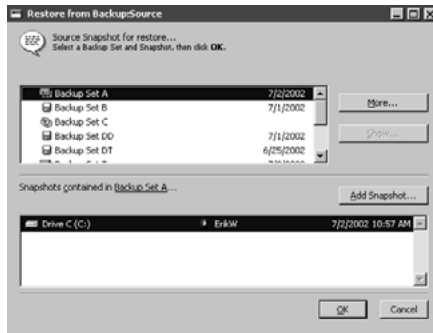 Restore from Backup:Source
Source Snapshot for restore...
Select a Backup Set and Snapshot, then click OK.
Backup Set A 7/2/2002
Backup Set B 7/1/2002
Backup Set C
Backup Set DD 7/1/2002
Backup Set DT 6/25/2002
More...
Show...
Snapshots contained in Backup Set A...
Add Snapshot...
Drive C (C:) ErikW 7/2/2002 10:57 AM
OK
Cancel